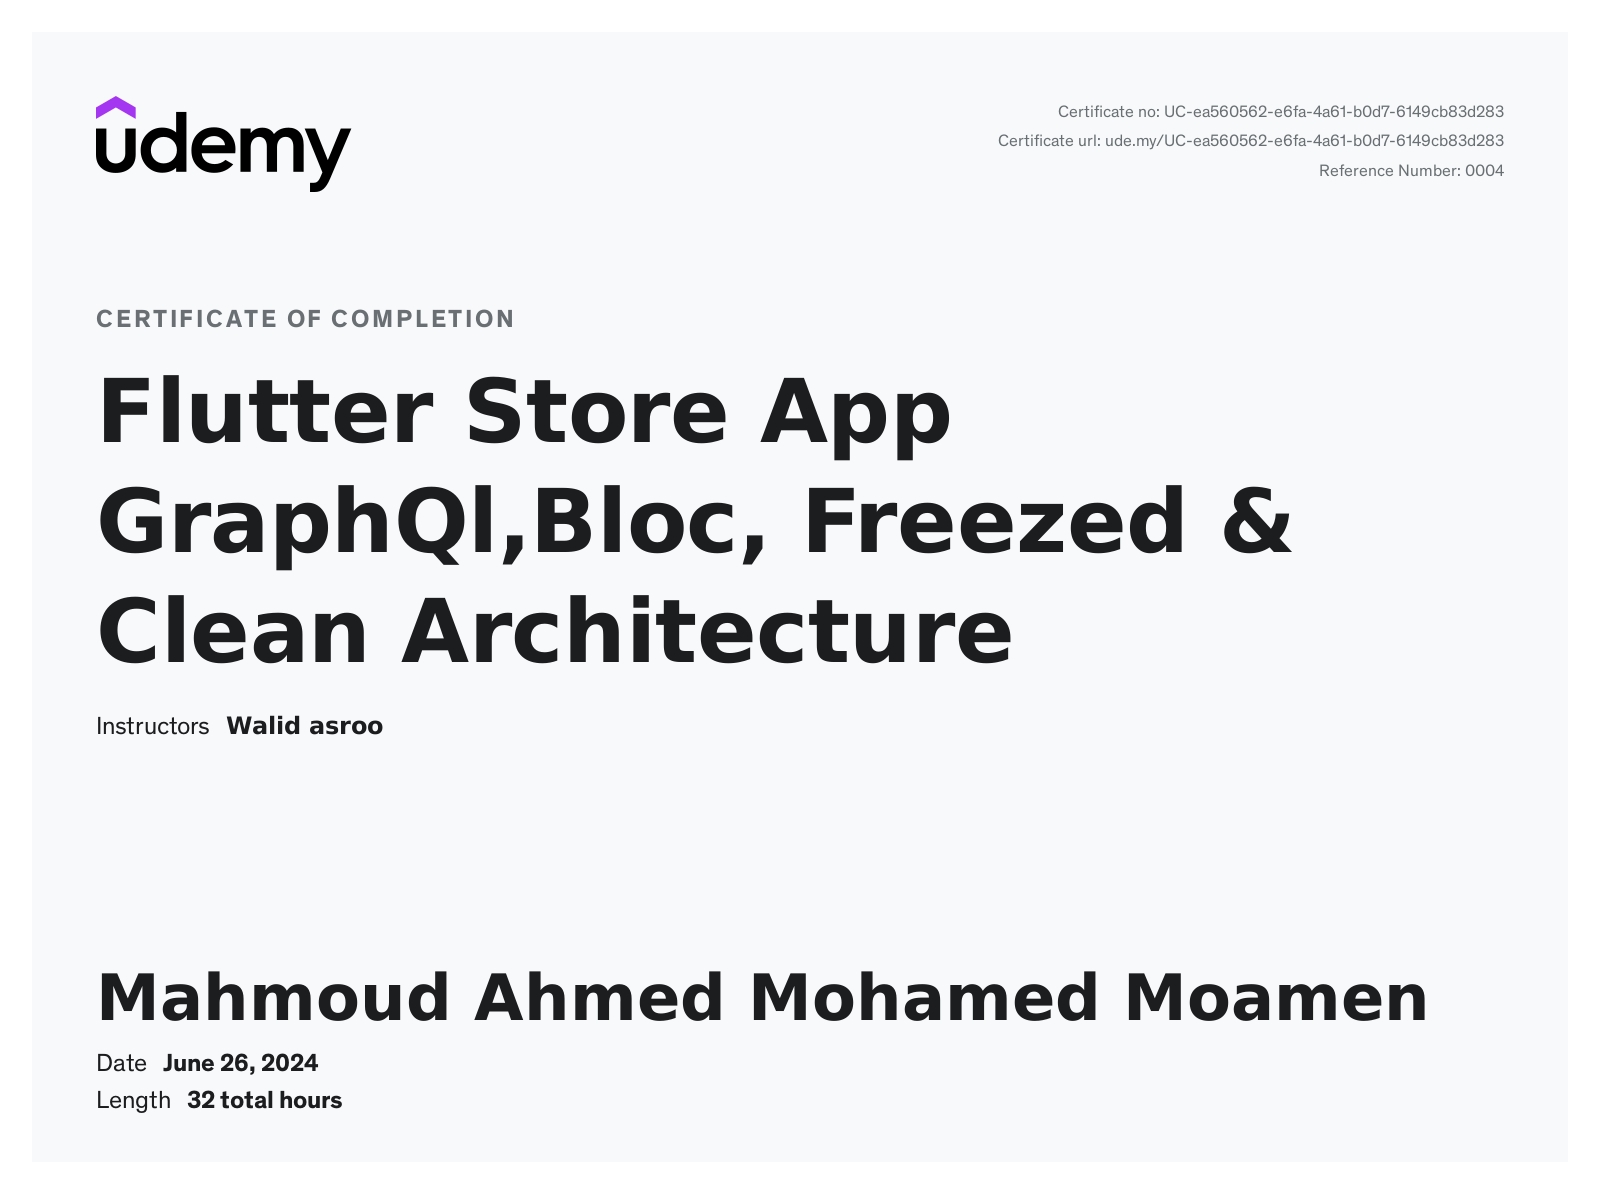 udemy
Certificate no: UC-ea560562-e6fa-4a61-b0d7-6149cb83d283
Certificate url: ude.my/UC-ea560562-e6fa-4a61-b0d7-6149cb83d283
Reference Number: 0004
CERTIFICATE OF COMPLETION
Flutter Store App
GraphQl,Bloc, Freezed &
Clean Architecture
Instructors Walid asroo
Mahmoud Ahmed Mohamed Moamen
Date June 26, 2024
Length 32 total hours